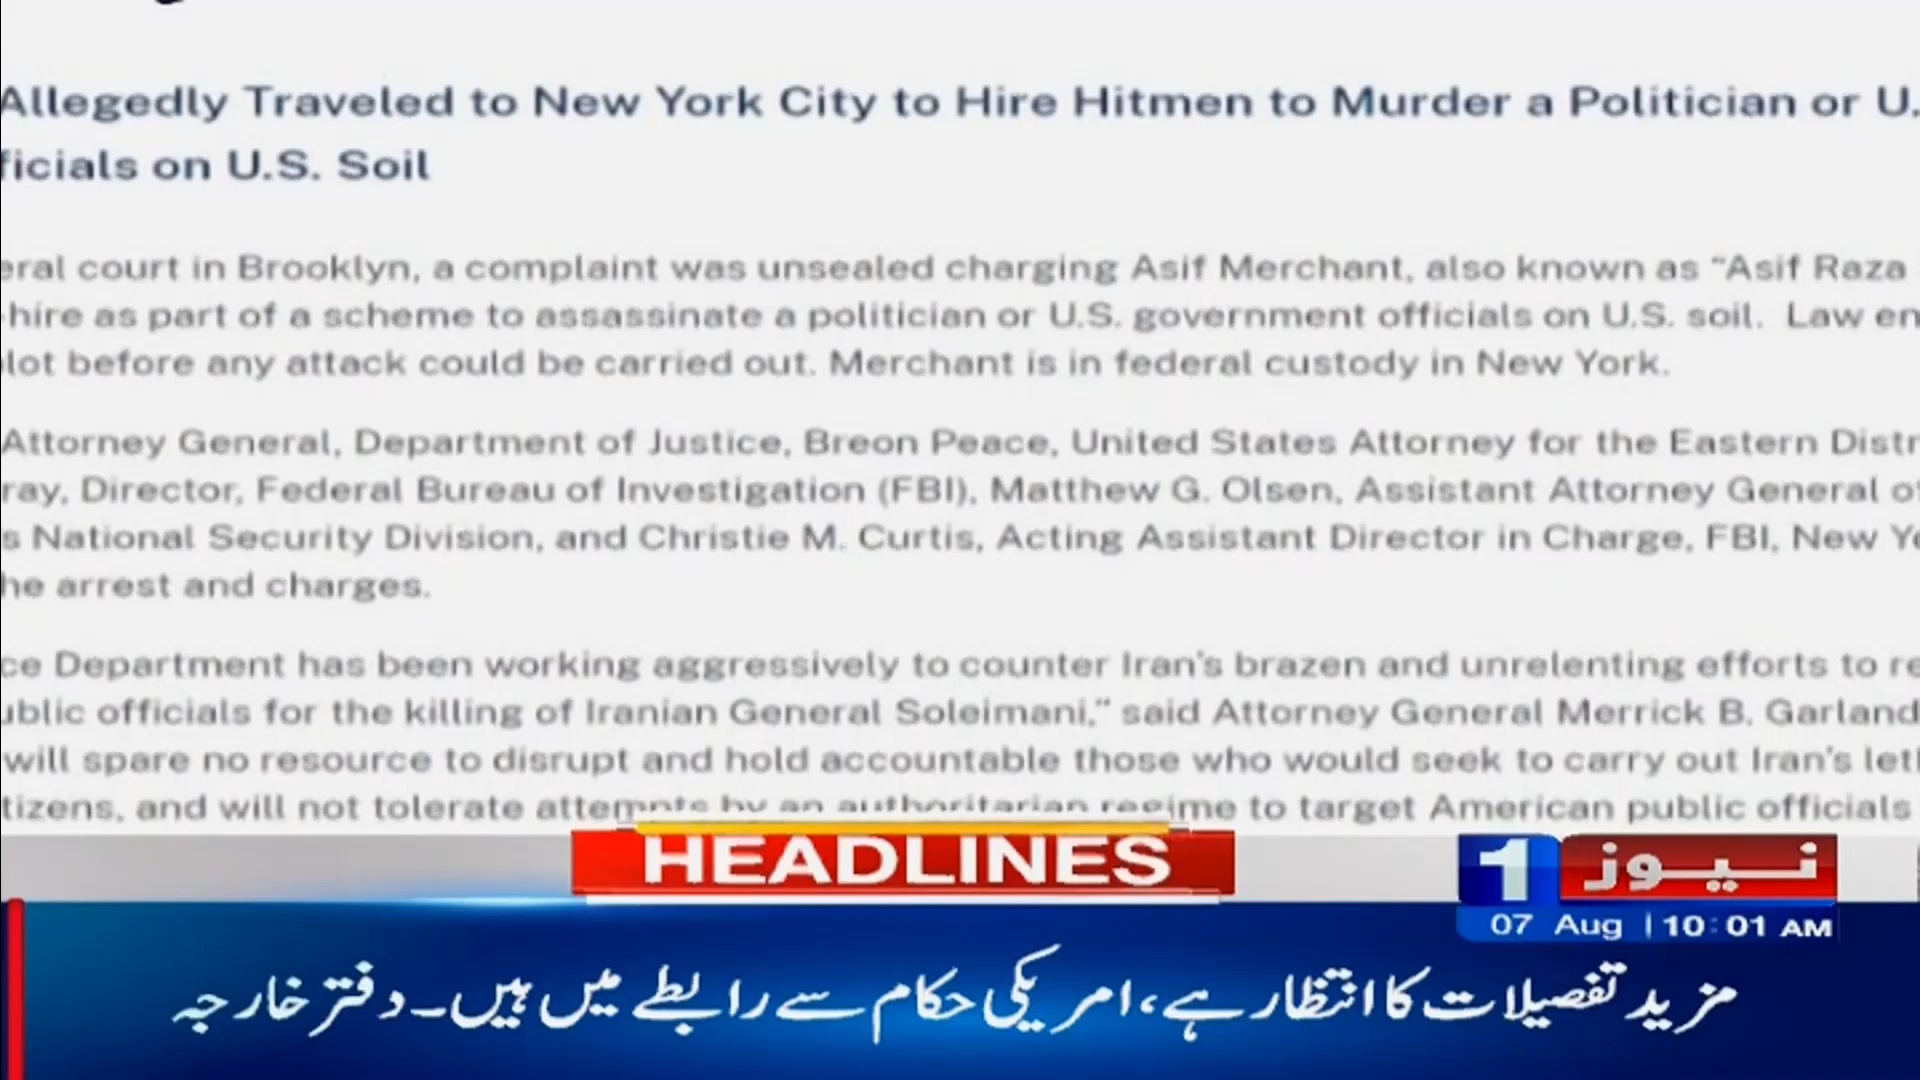 Allegedly Traveled to New York City to Hire Hitmen to Murder a Politician or U.
ficials on U.S. Soil
eral court in Brooklyn, a complaint was unsealed charging Asif Merchant, also known as “Asif Raza
hire as part of a scheme to assassinate a politician or U.S. government officials on U.S. soil. Law en
lot before any attack could be carried out. Merchant is in federal custody in New York.
Attorney General, Department of Justice, Breon Peace, United States Attorney for the Eastern Distr
ray, Director, Federal Bureau of Investigation (FBI), Matthew G. Olsen, Assistant Attorney General of
s National Security Division, and Christie M. Curtis, Acting Assistant Director in Charge, FBI, New Yo
he arrest and charges.
ce Department has been working aggressively to counter Iran’s brazen and unrelenting efforts to re
ublic officials for the killing of Iranian General Soleimani,” said Attorney General Merrick B. Garland
will spare no resource to disrupt and hold accountable those who would seek to carry out Iran’s let
tizens, and will not tolerate attempts by an authoritarian regime to target American public officials
HEADLINES
1 نیوز
07 Aug | 10:01 AM
مزید تفصیلات کا انتظار ہے، امریکی حکام سے رابطے میں ہیں۔ دفتر خارجہ